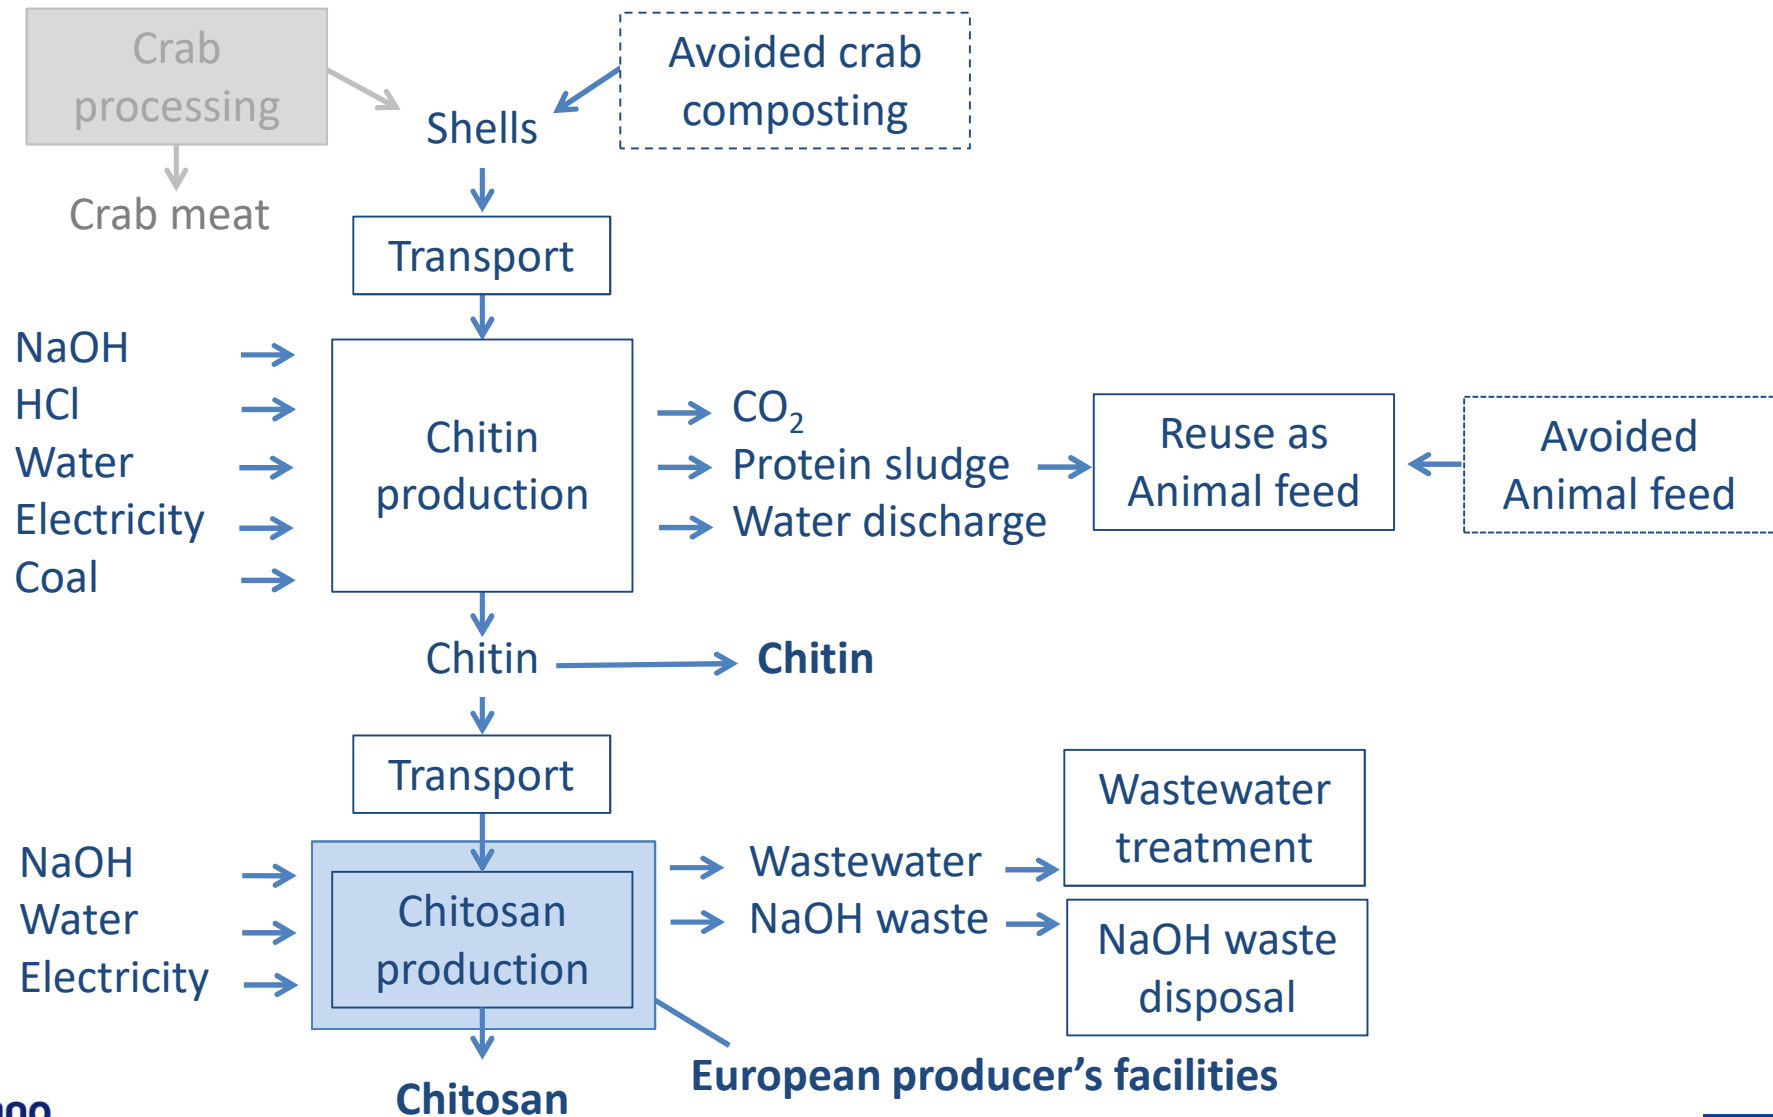 Crab
processing
Avoided crab
composting
Shells
Crab meat
Transport
NaOH
HCl
Water
Electricity
Coal
Chitin
production
CO₂
Protein sludge
Water discharge
Reuse as
Animal feed
Avoided
Animal feed
Chitin
Chitin
Transport
NaOH
Water
Electricity
Chitosan
production
Wastewater
NaOH waste
Wastewater
treatment
NaOH waste
disposal
European producer’s facilities
Chitosan